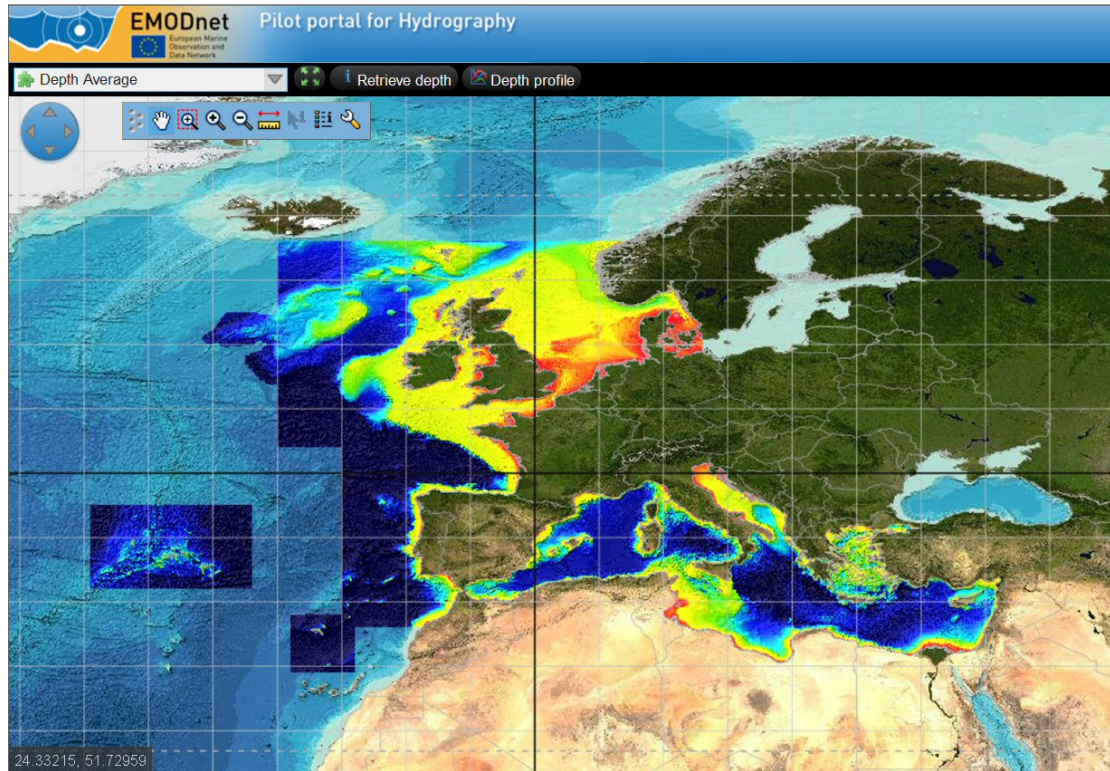 EMODnet
European Marine
Observation and
Data Network
Pilot portal for Hydrography
Depth Average
Retrieve depth
Depth profile
24.33215, 51.72959